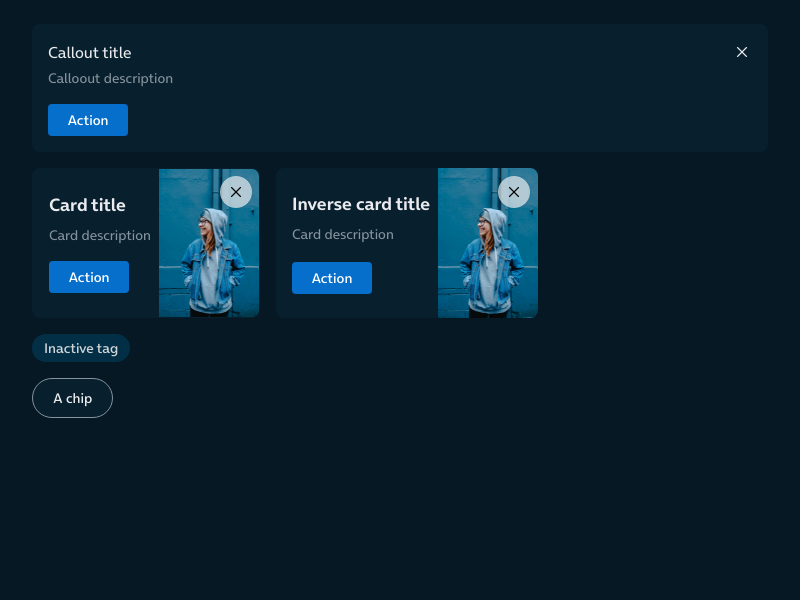 Callout title
Calloout description
Action
Card title
Card description
Action
Inverse card title
Card description
Action
Inactive tag
A chip